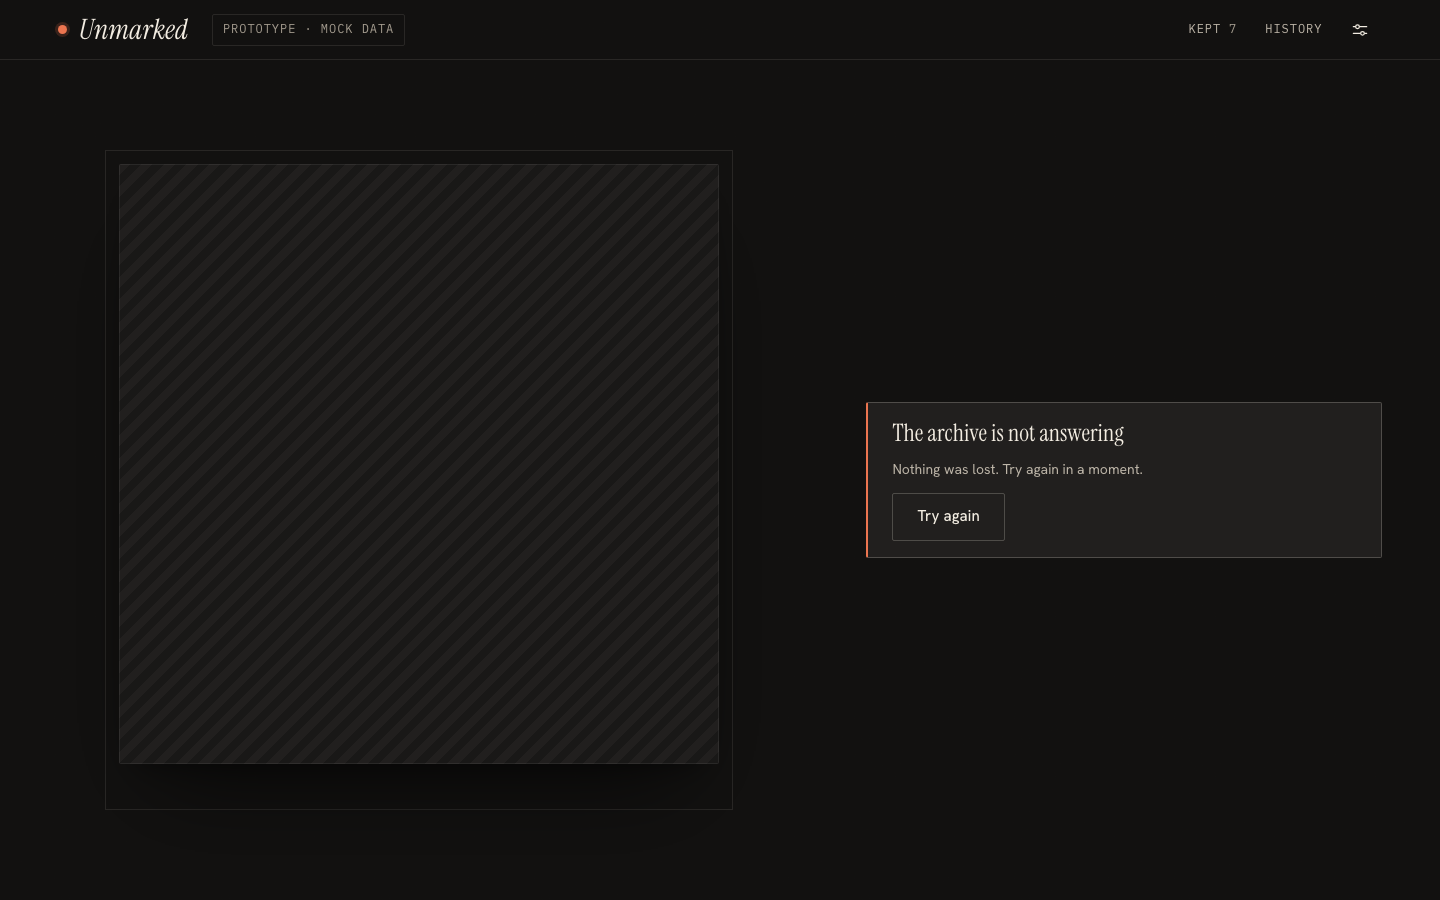 Unmarked
PROTOTYPE · MOCK DATA
KEPT 7
HISTORY
The archive is not answering
Nothing was lost. Try again in a moment.
Try again